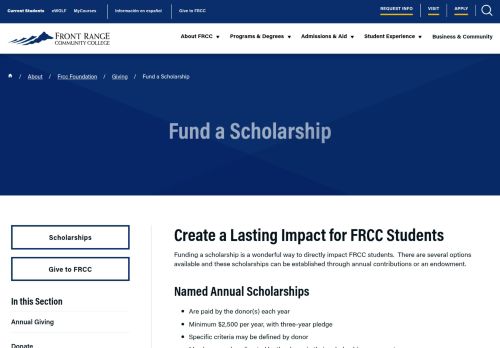 Current Students eWOLF MyCourses Información en español Give to FRCC REQUEST INFO VISIT APPLY
FRONT RANGE
COMMUNITY COLLEGE
About FRCC Programs & Degrees Admissions & Aid Student Experience Business & Community
/ About / Frcc Foundation / Giving / Fund a Scholarship
Fund a Scholarship
Scholarships
Give to FRCC
In this Section
Annual Giving
Donate
Create a Lasting Impact for FRCC Students
Funding a scholarship is a wonderful way to directly impact FRCC students. There are several options
available and these scholarships can be established through annual contributions or an endowment.
Named Annual Scholarships
• Are paid by the donor(s) each year
• Minimum $2,500 per year, with three-year pledge
• Specific criteria may be defined by donor